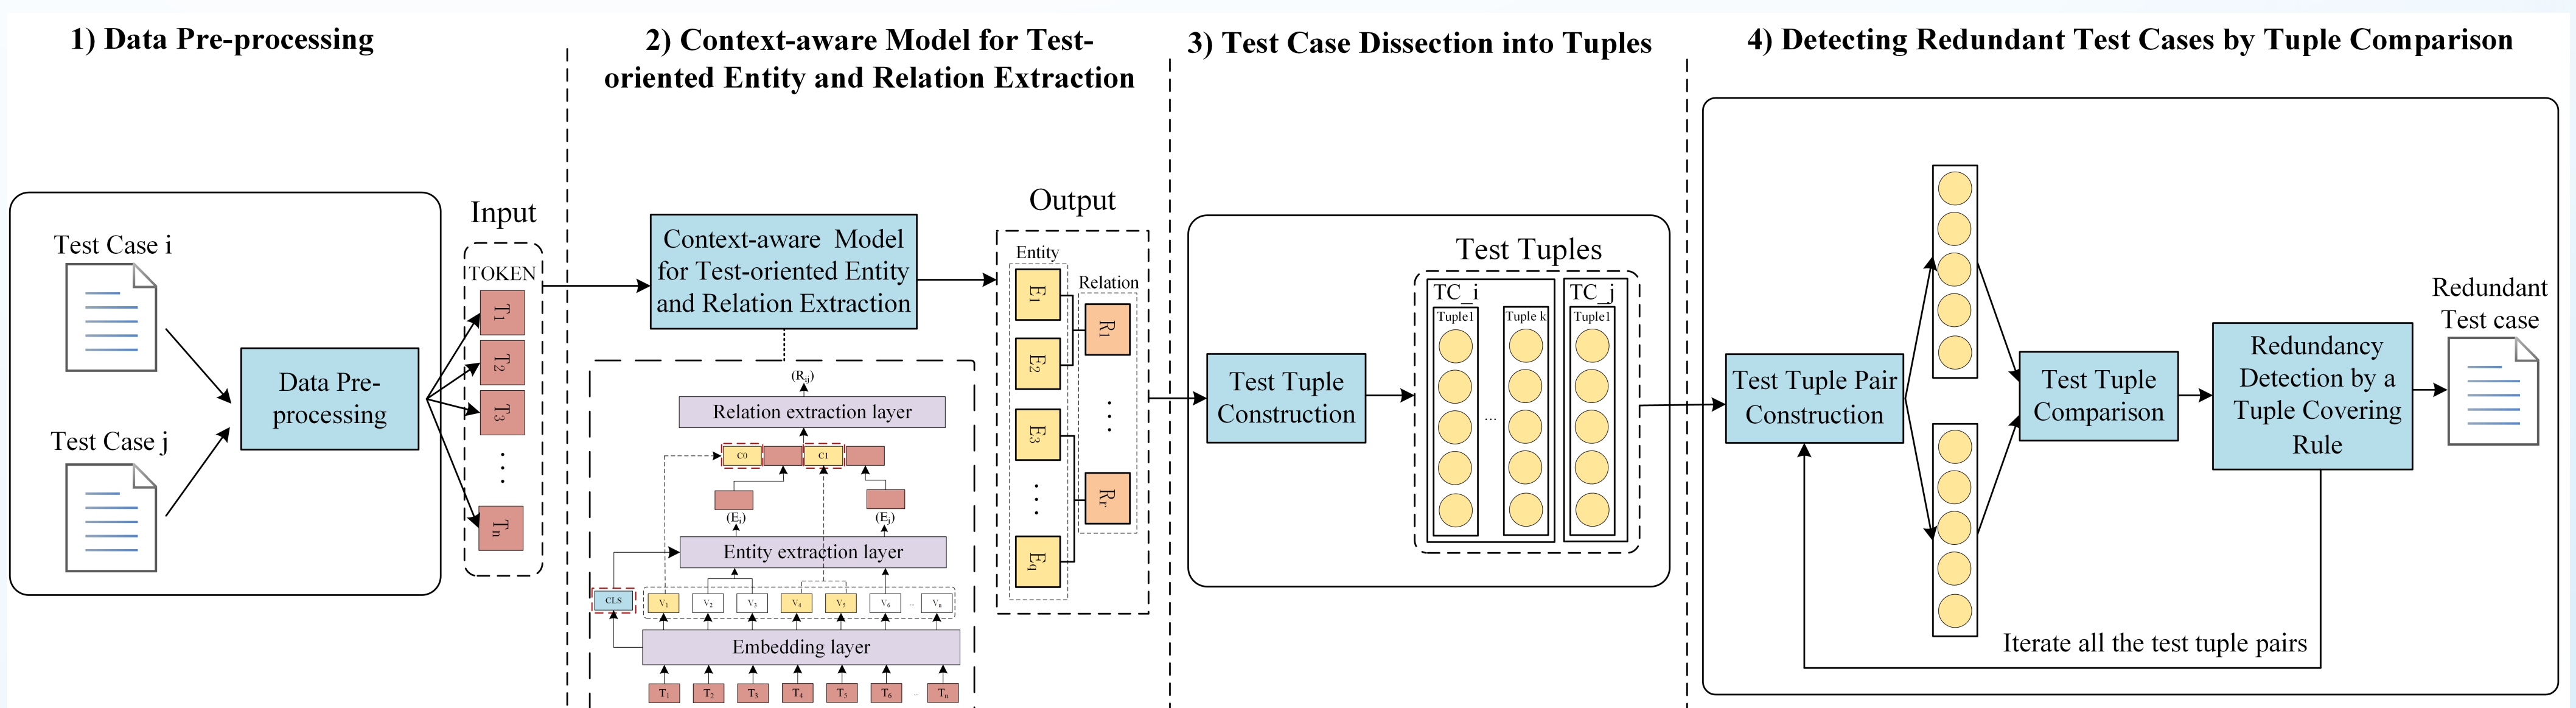 1) Data Pre-processing
Test Case i
Test Case j
Data Pre-
processing
Input
TOKEN
T1
T2
T3
Tn
2) Context-aware Model for Test-
oriented Entity and Relation Extraction
Context-aware Model
for Test-oriented Entity
and Relation Extraction
(Rij)
Relation extraction layer
C0
C1
(Ei)
(Ej)
Entity extraction layer
CLS
V1
V2
V3
V4
V5
V6
...
Vn
Embedding layer
T1
T2
T3
T4
T5
T6
...
Tn
Output
Entity
E1
E2
E3
Eq
Relation
R1
Rr
3) Test Case Dissection into Tuples
Test Tuple
Construction
Test Tuples
TC_i
Tuple1
...
Tuple k
TC_j
Tuple1
4) Detecting Redundant Test Cases by Tuple Comparison
Test Tuple Pair
Construction
Test Tuple
Comparison
Redundancy
Detection by a
Tuple Covering
Rule
Iterate all the test tuple pairs
Redundant
Test case